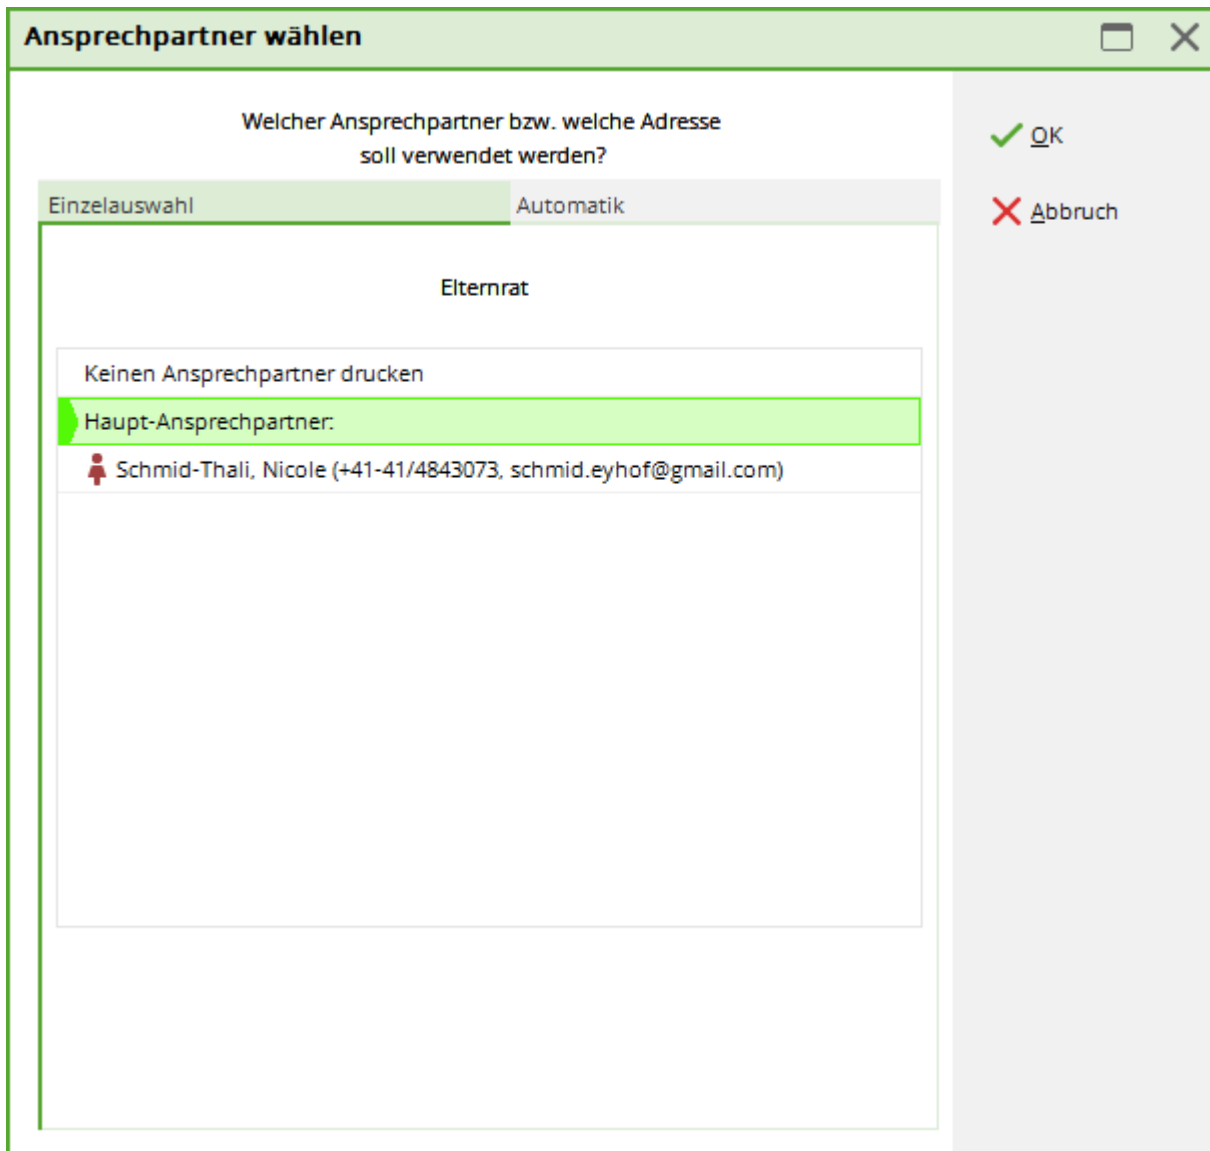 Ansprechpartner wählen
Welcher Ansprechpartner bzw. welche Adresse
soll verwendet werden?
OK
Abbruch
Einzelauswahl
Automatik
Elternrat
Keinen Ansprechpartner drucken
Haupt-Ansprechpartner:
Schmid-Thali, Nicole (+41-41/4843073, schmid.eyhof@gmail.com)